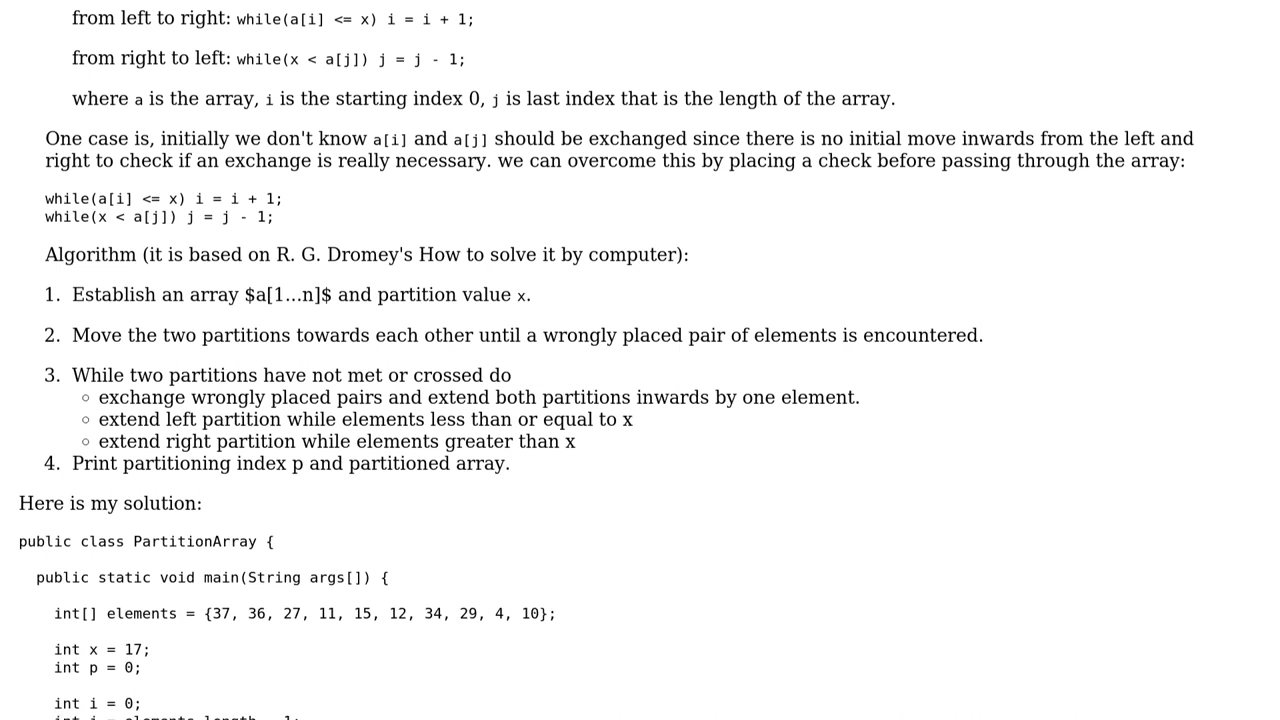 from left to right: while(a[i] <= x) i = i + 1;
from right to left: while(x < a[j]) j = j - 1;
where a is the array, i is the starting index 0, j is last index that is the length of the array.
One case is, initially we don't know a[i] and a[j] should be exchanged since there is no initial move inwards from the left and
right to check if an exchange is really necessary. we can overcome this by placing a check before passing through the array:
while(a[i] <= x) i = i + 1;
while(x < a[j]) j = j - 1;
Algorithm (it is based on R. G. Dromey's How to solve it by computer):
1. Establish an array $a[1...n]$ and partition value x.
2. Move the two partitions towards each other until a wrongly placed pair of elements is encountered.
3. While two partitions have not met or crossed do
◦ exchange wrongly placed pairs and extend both partitions inwards by one element.
◦ extend left partition while elements less than or equal to x
◦ extend right partition while elements greater than x
4. Print partitioning index p and partitioned array.
Here is my solution:
public class PartitionArray {
public static void main(String args[]) {
int[] elements = {37, 36, 27, 11, 15, 12, 34, 29, 4, 10};
int x = 17;
int p = 0;
int i = 0;
int j = elements.length - 1;